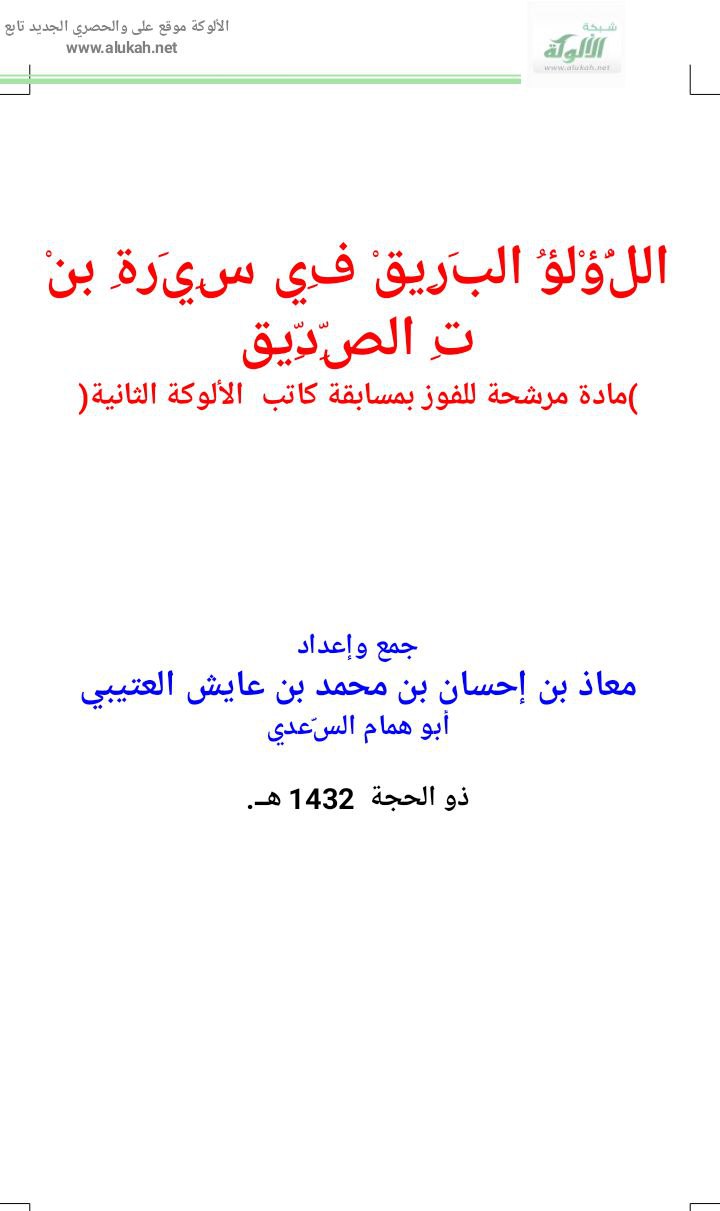 الألوكة موقع على والحصري الجديد تابع
www.alukah.net
شبكة
الألوكة
www.alukah.net
اللُؤْلؤُ البَرِيقْ فِي سِيَرةِ بنْ
تِ الصِّدِّيق
)مادة مرشحة للفوز بمسابقة كاتب الألوكة الثانية(
جمع وإعداد
معاذ بن إحسان بن محمد بن عايش العتيبي
أبو همام السَّعدي
ذو الحجة 1432 هـ.